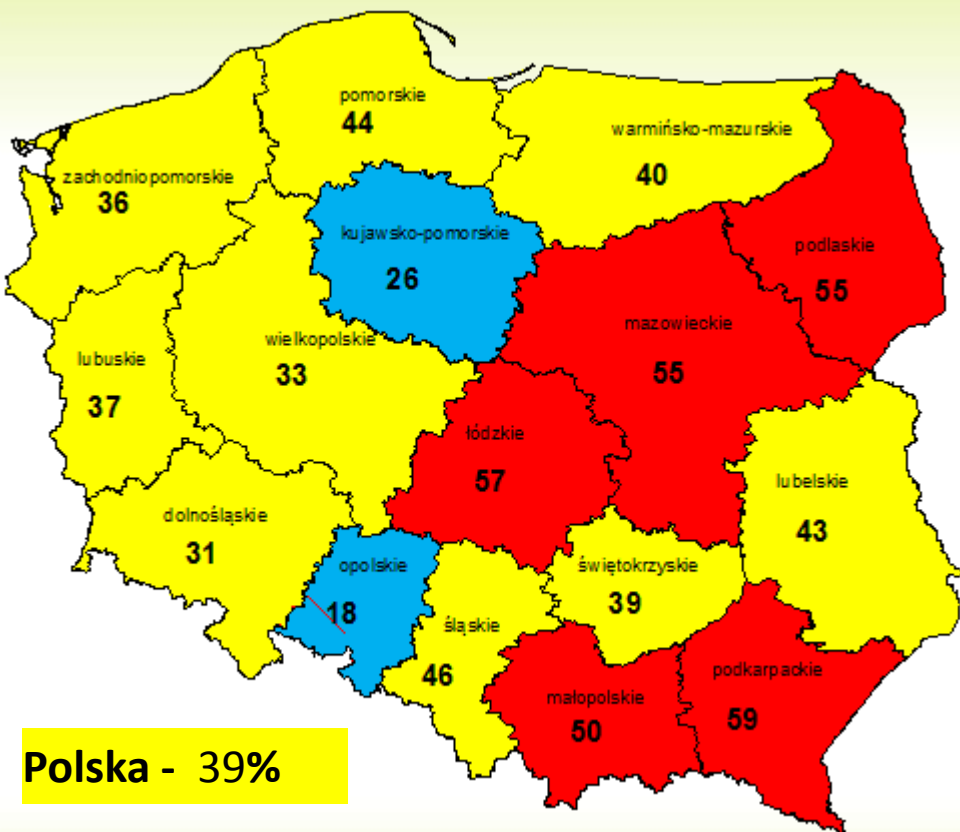 pomorskie
44
warmińsko-mazurskie
40
zachodniopomorskie
36
kujawsko-pomorskie
26
podlaskie
55
mazowieckie
55
wielkopolskie
33
lubuskie
37
łódzkie
57
lubelskie
43
dolnośląskie
31
opolskie
18
świętokrzyskie
39
śląskie
46
małopolskie
50
podkarpackie
59
Polska - 39%